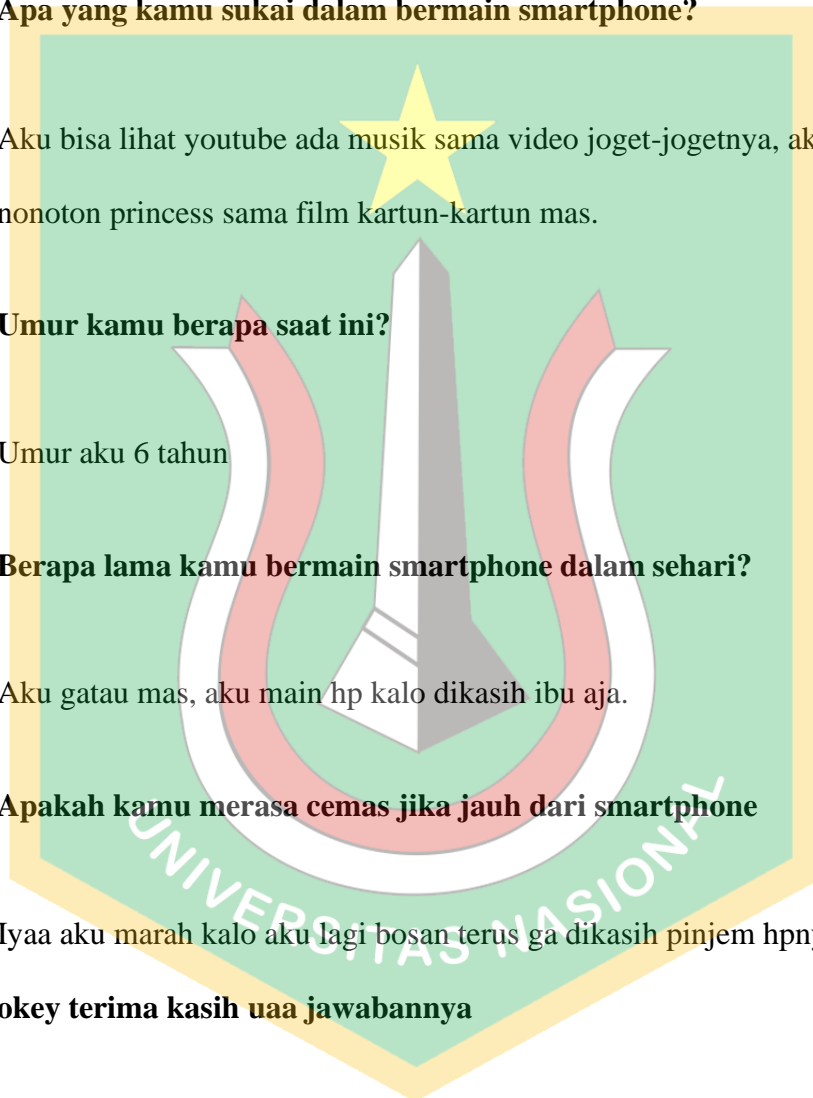 Apa yang kamu sukai dalam bermain smartphone?
Aku bisa lihat youtube ada musik sama video joget-jogetnya,
nonoton princess sama film kartun-kartun mas.
Umur kamu berapa saat ini?
Umur aku 6 tahun
Berapa lama kamu bermain smartphone dalam sehari?
Aku gatau mas, aku main hp kalo dikasih ibu aja.
Apakah kamu merasa cemas jika jauh dari smartphone
Iyaa aku marah kalo aku lagi bosan terus ga dikasih pinjem
okey terima kasih uaa jawabannya
UNIVERSITAS NASIONAL